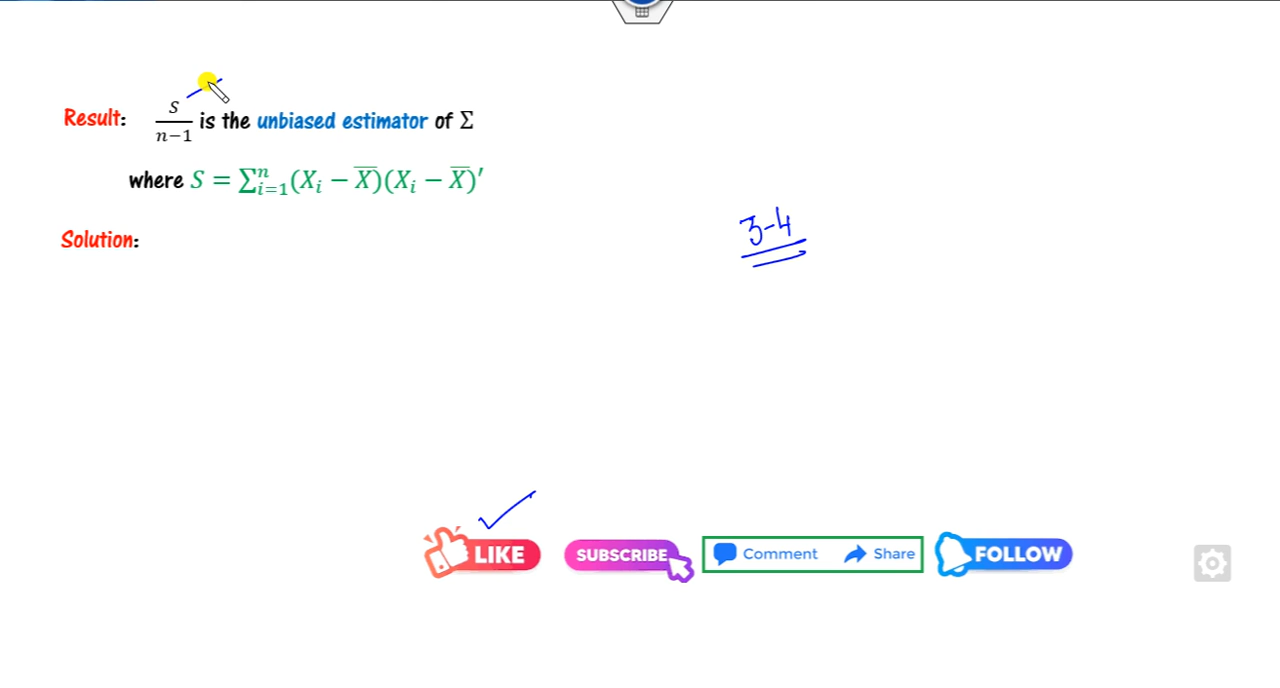 Result: S/(n−1) is the unbiased estimator of Σ
where S = ∑ⁿᵢ₌₁(Xᵢ − X̅)(Xᵢ − X̅)′
3-4
Solution:
LIKE SUBSCRIBE Comment Share FOLLOW